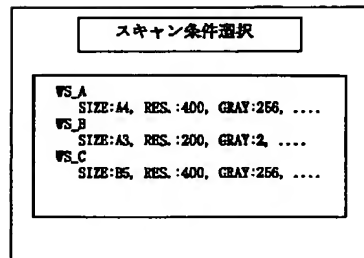 スキャン条件選択
WS_A
SIZE:A4, RES.:400, GRAY:256, ....
WS_B
SIZE:A3, RES.:200, GRAY:2, ....
WS_C
SIZE:B5, RES.:400, GRAY:256, ....